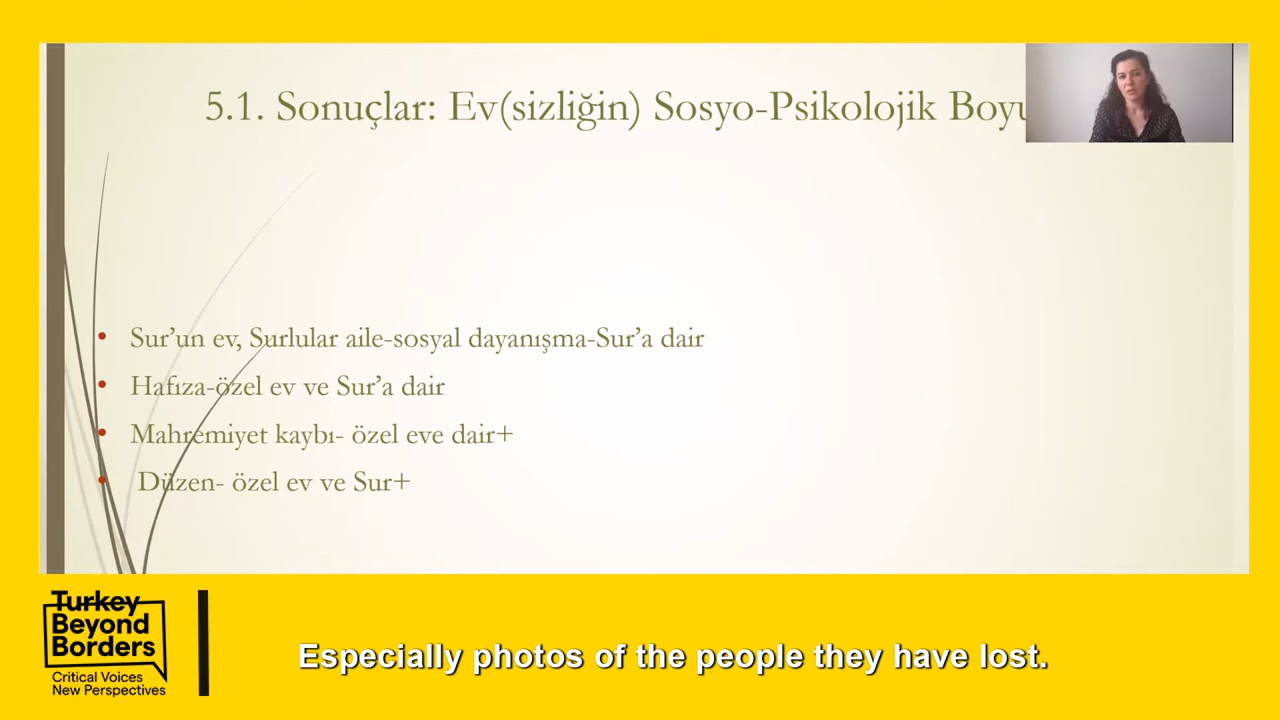 5.1. Sonuçlar: Ev(sizliğin) Sosyo-Psikolojik
Sur’un ev, Surlular aile-sosyal dayanışma-Sur’a dair
Hafıza-özel ev ve Sur’a dair
Mahremiyet kaybı- özel eve dair+
Düzen- özel ev ve Sur+
Turkey
Beyond
Borders
Critical Voices
New Perspectives
Especially photos of the people they have lost.